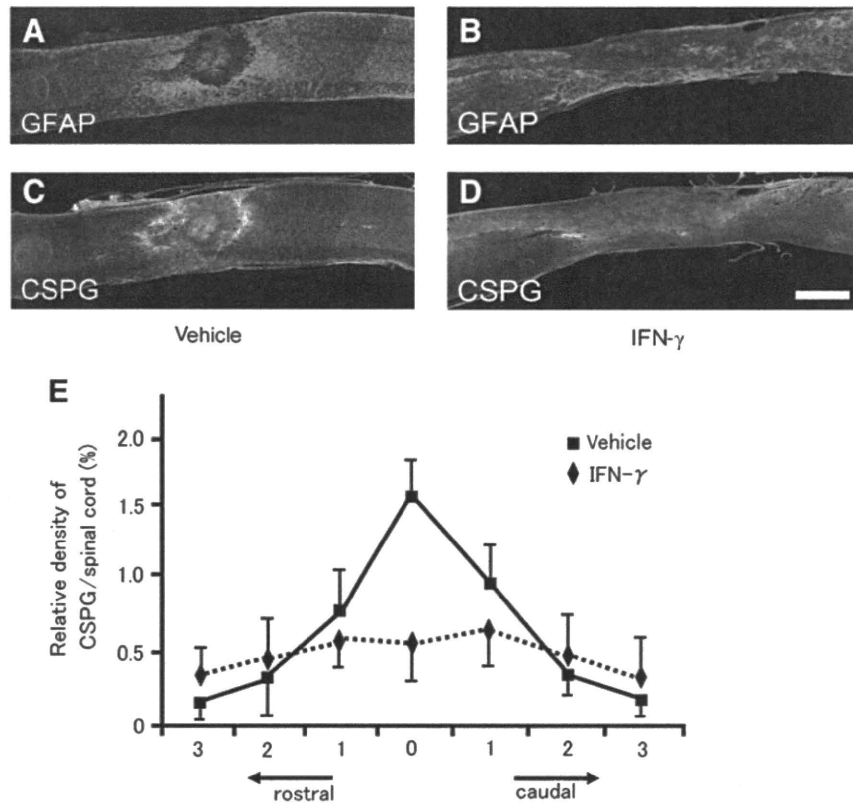 A
GFAP
B
GFAP
C
CSPG
D
CSPG
Vehicle
IFN-γ
E
Relative density of
CSPG/spinal cord (%)
2.0
1.5
1.0
0.5
0
Vehicle
IFN-γ
3 2 1 0 1 2 3
rostral
caudal